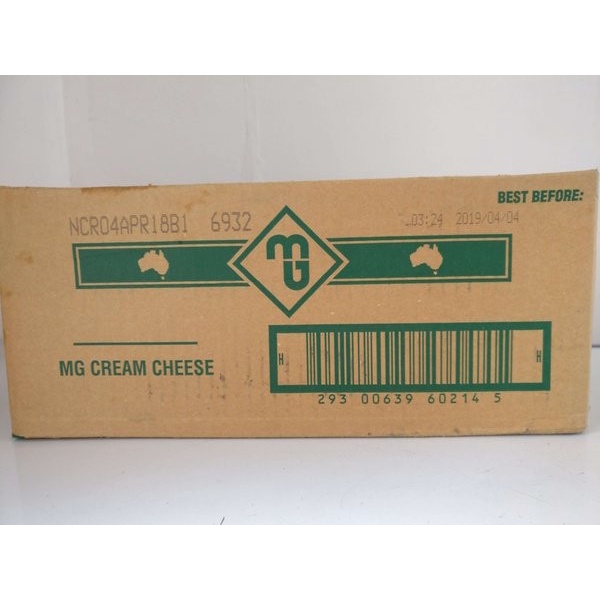 BEST BEFORE:
NCR04APR18B1 6932
03:24 2019/04/04
MG
MG CREAM CHEESE
H H
293 00639 60214 5